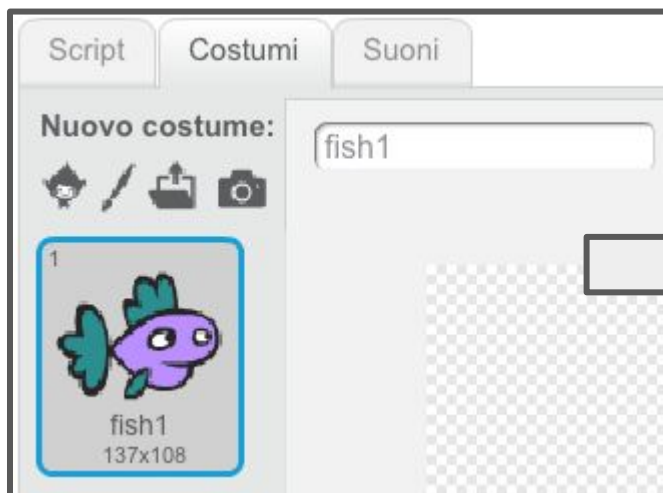 Script Costumi Suoni
Nuovo costume:
fish1
1
fish1
137x108